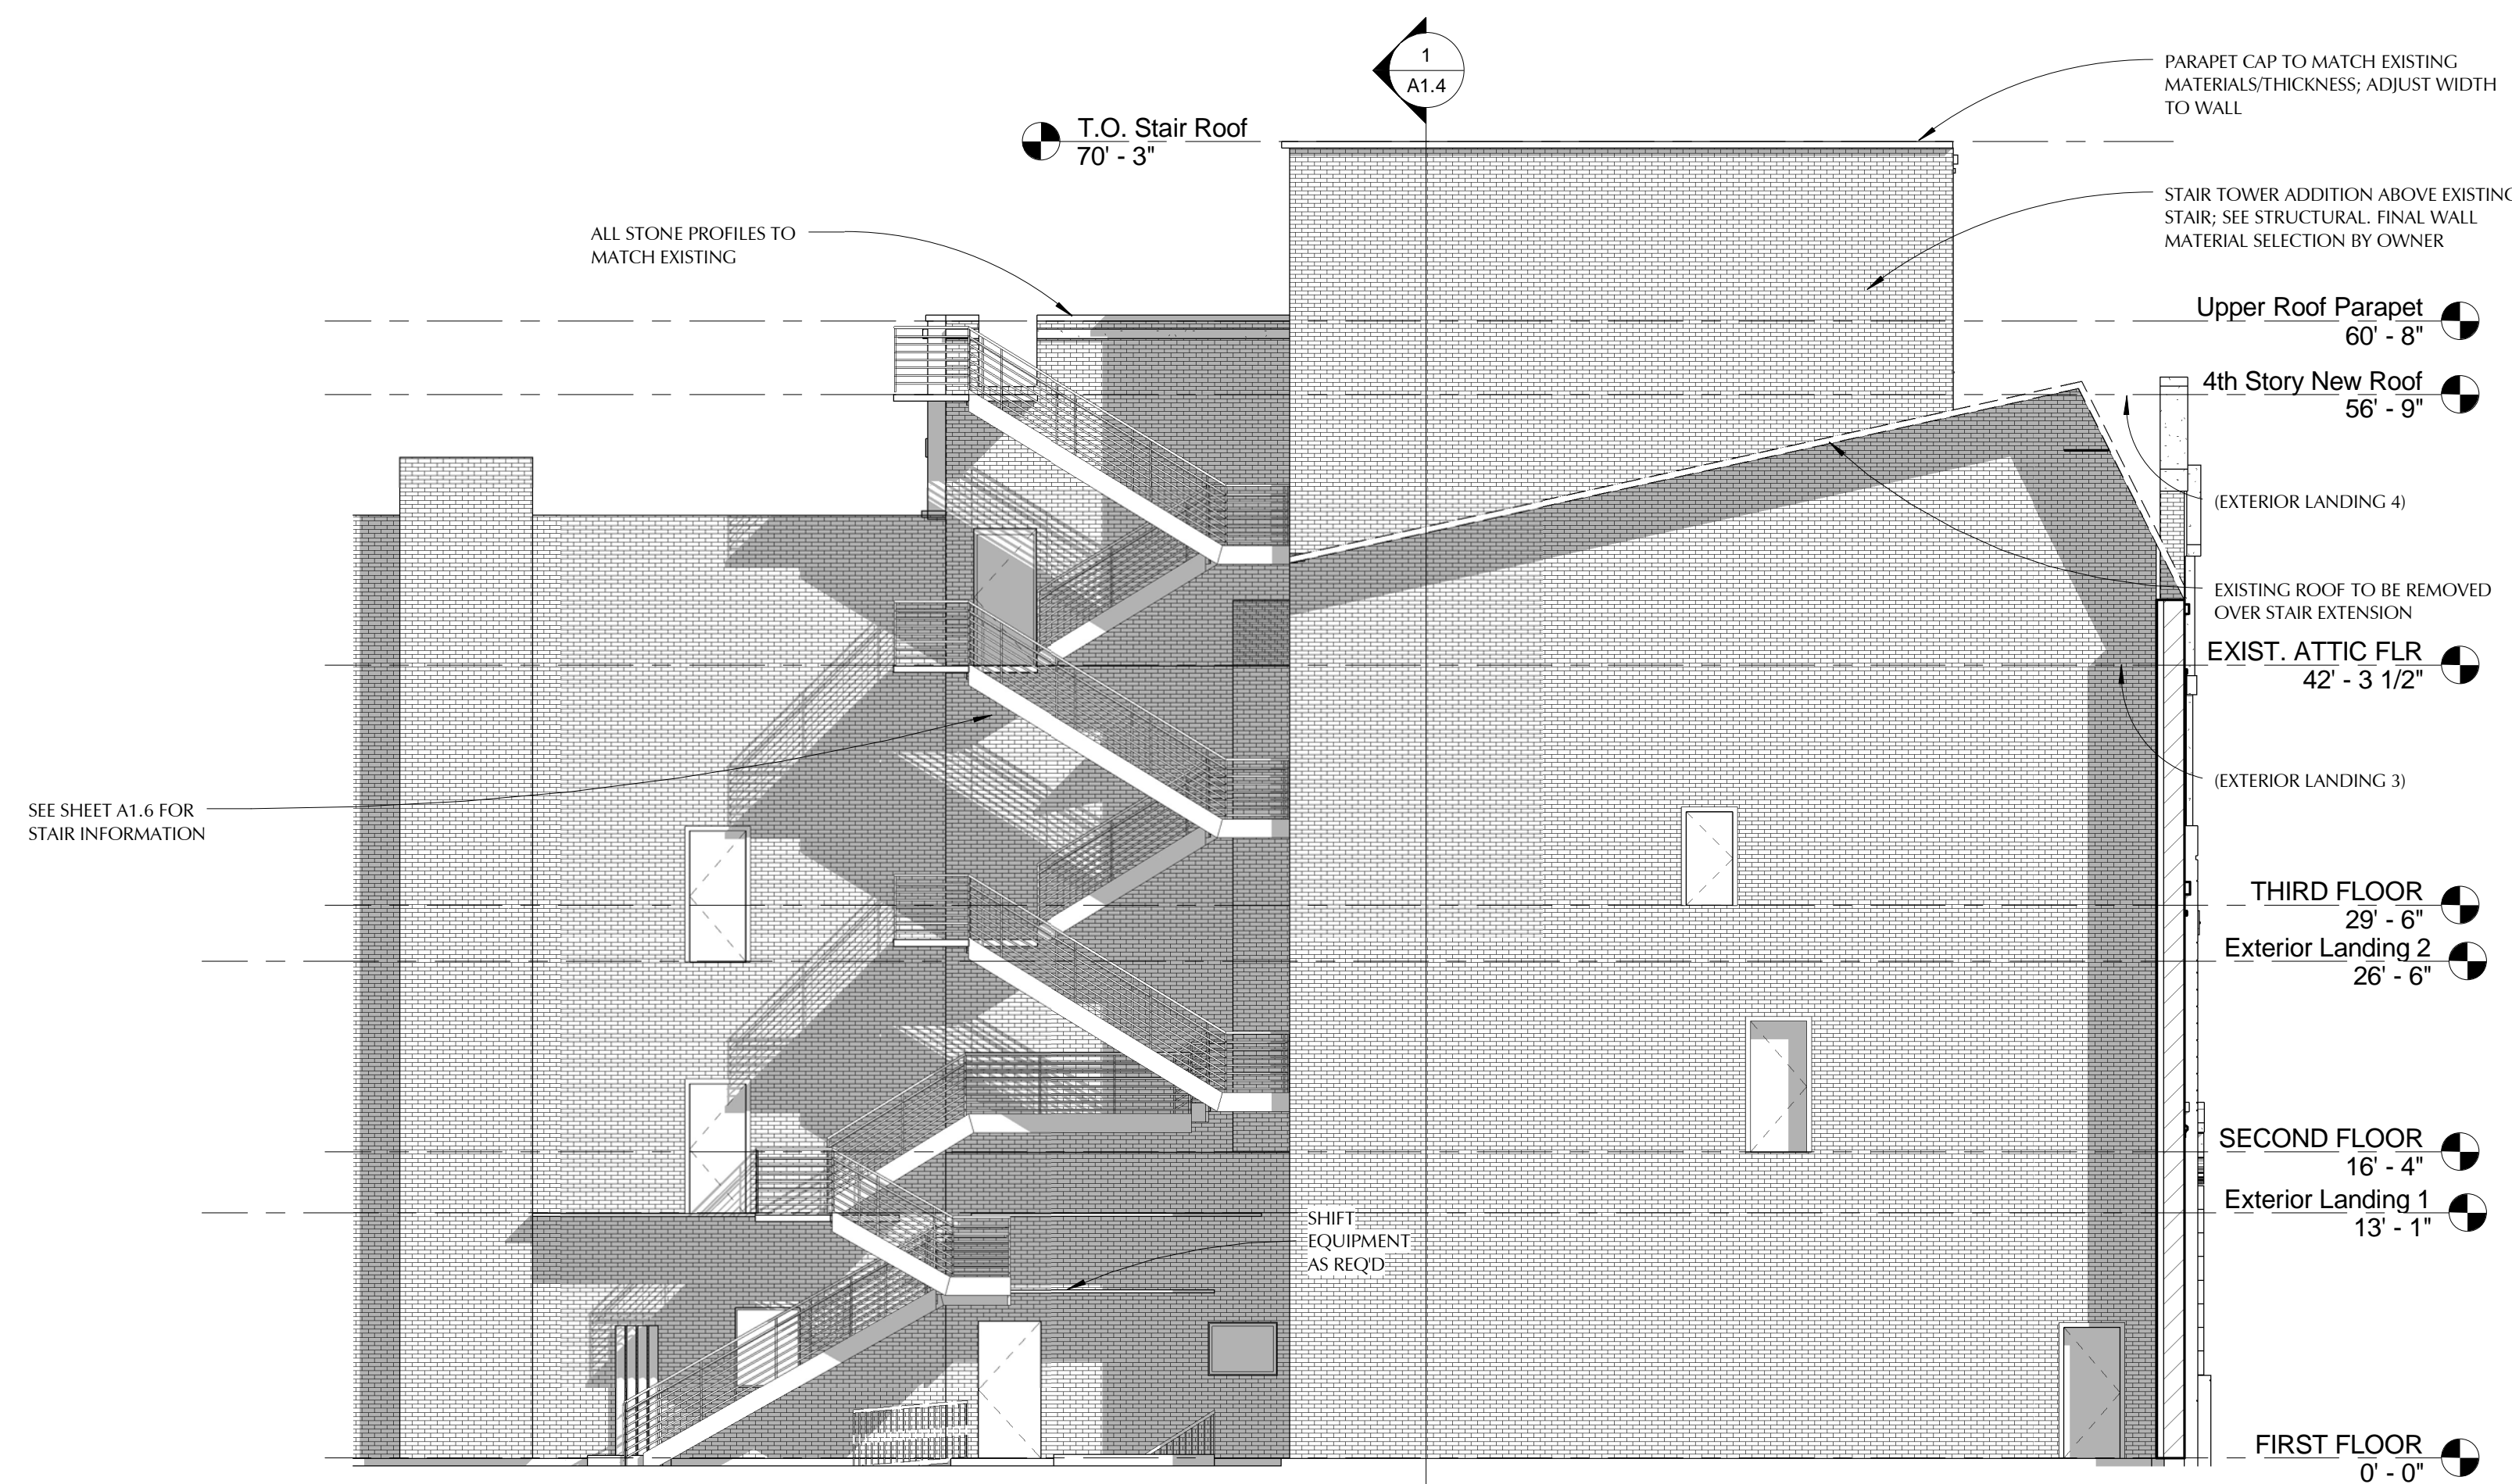 1
A1.4
PARAPET CAP TO MATCH EXISTING
MATERIALS/THICKNESS; ADJUST WIDTH
TO WALL
T.O. Stair Roof
70' - 3"
STAIR TOWER ADDITION ABOVE EXISTING
STAIR; SEE STRUCTURAL. FINAL WALL
MATERIAL SELECTION BY OWNER
ALL STONE PROFILES TO
MATCH EXISTING
Upper Roof Parapet
60' - 8"
4th Story New Roof
56' - 9"
(EXTERIOR LANDING 4)
EXISTING ROOF TO BE REMOVED
OVER STAIR EXTENSION
EXIST. ATTIC FLR
42' - 3 1/2"
(EXTERIOR LANDING 3)
SEE SHEET A1.6 FOR
STAIR INFORMATION
THIRD FLOOR
29' - 6"
Exterior Landing 2
26' - 6"
SECOND FLOOR
16' - 4"
Exterior Landing 1
13' - 1"
SHIFT
EQUIPMENT
AS REQ'D
FIRST FLOOR
0' - 0"